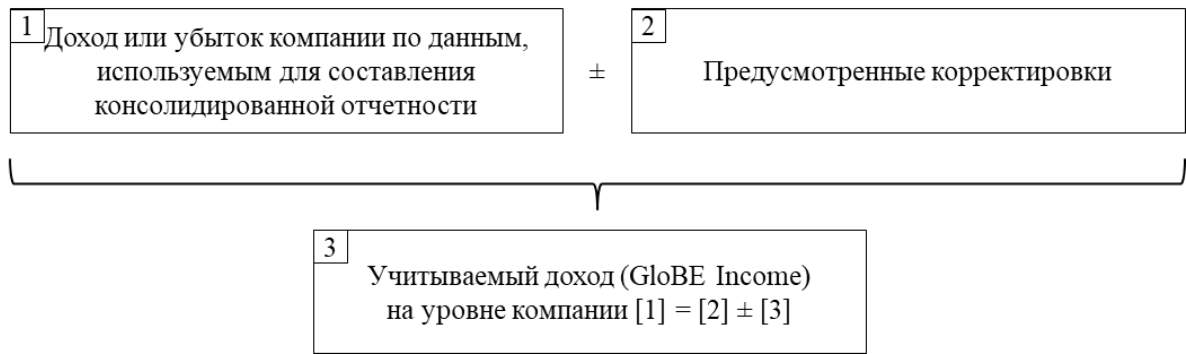 1
Доход или убыток компании по данным,
используемым для составления
консолидированной отчетности
±
2
Предусмотренные корректировки
3
Учитываемый доход (GloBE Income)
на уровне компании [1] = [2] ± [3]